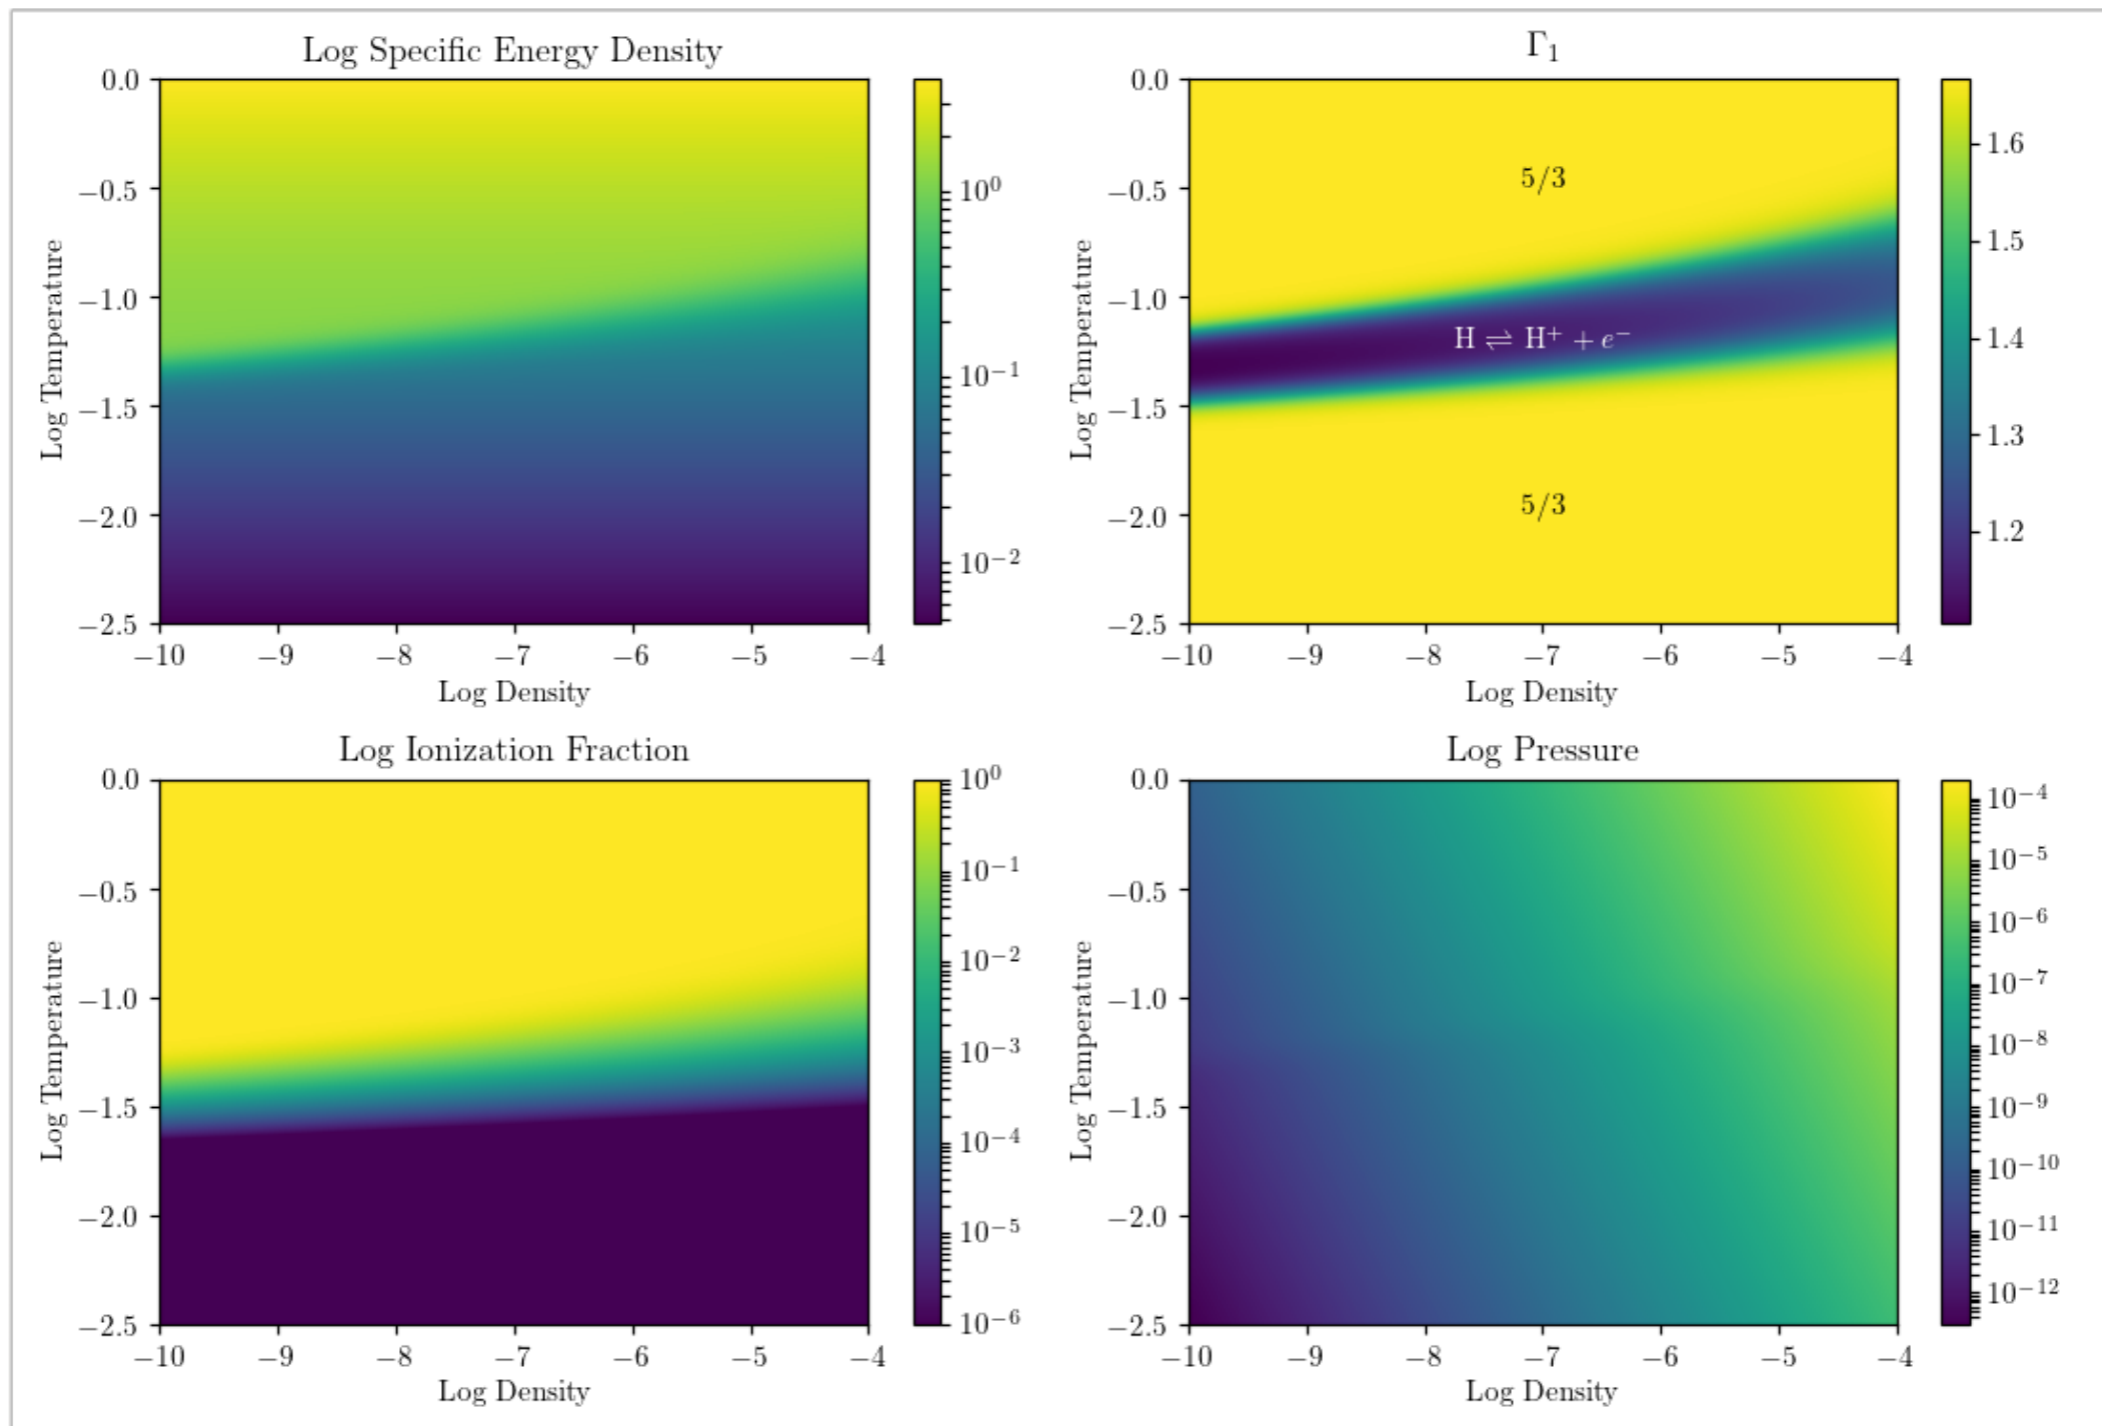 Log Specific Energy Density
0.0
−0.5
−1.0
−1.5
−2.0
−2.5
Log Temperature
−10 −9 −8 −7 −6 −5 −4
Log Density
10⁰
10⁻¹
10⁻²
Γ₁
0.0
−0.5
−1.0
−1.5
−2.0
−2.5
Log Temperature
5/3
H ⇌ H⁺ + e⁻
5/3
−10 −9 −8 −7 −6 −5 −4
Log Density
1.6
1.5
1.4
1.3
1.2
Log Ionization Fraction
0.0
−0.5
−1.0
−1.5
−2.0
−2.5
Log Temperature
−10 −9 −8 −7 −6 −5 −4
Log Density
10⁰
10⁻¹
10⁻²
10⁻³
10⁻⁴
10⁻⁵
10⁻⁶
Log Pressure
0.0
−0.5
−1.0
−1.5
−2.0
−2.5
Log Temperature
−10 −9 −8 −7 −6 −5 −4
Log Density
10⁻⁴
10⁻⁵
10⁻⁶
10⁻⁷
10⁻⁸
10⁻⁹
10⁻¹⁰
10⁻¹¹
10⁻¹²